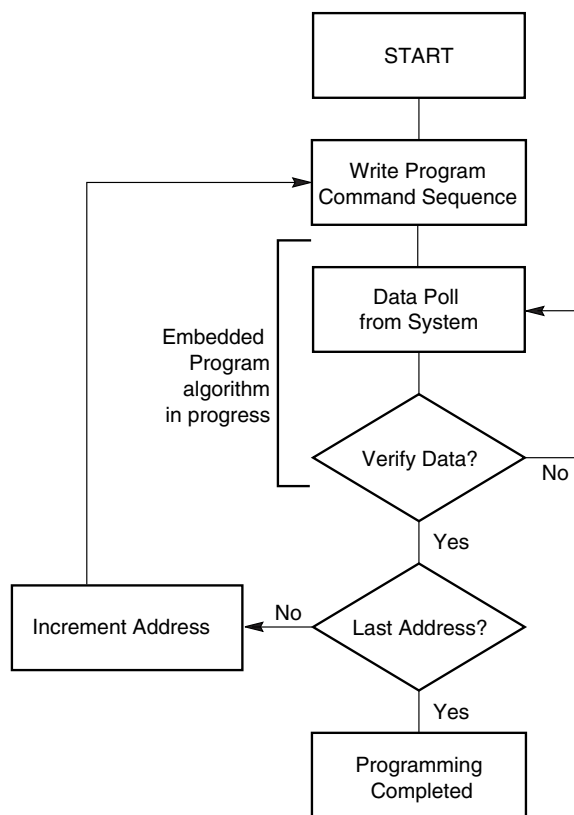 START
Write Program
Command Sequence
Data Poll
from System
Embedded
Program
algorithm
in progress
Verify Data?
No
Yes
Last Address?
No
Increment Address
Yes
Programming
Completed